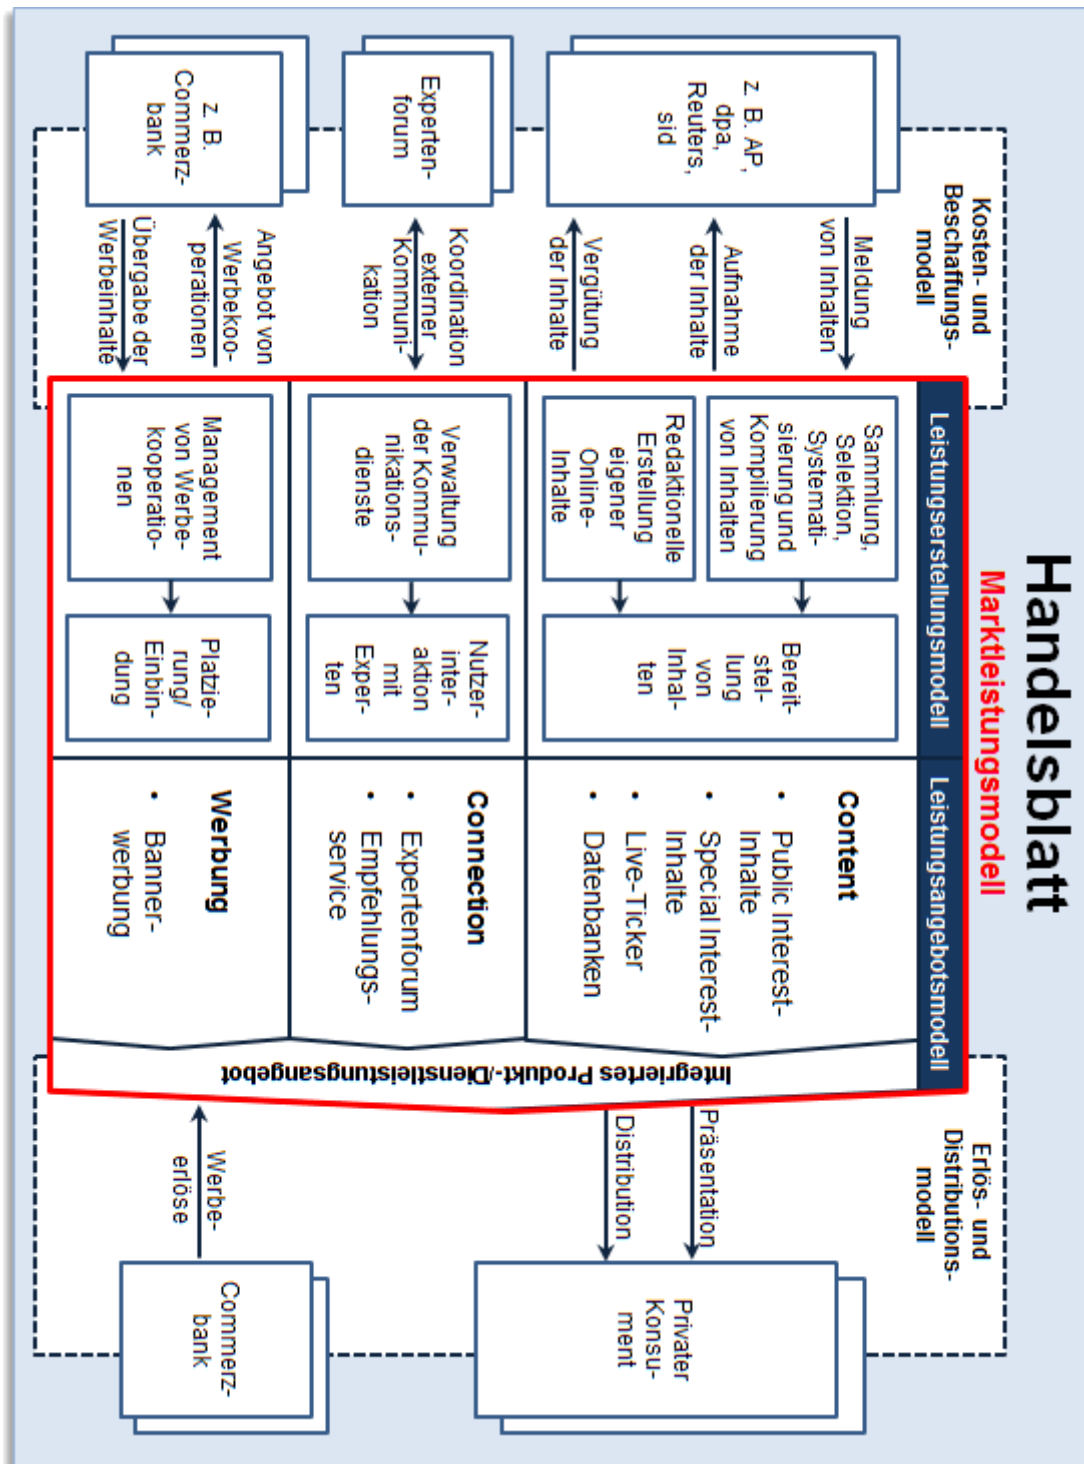 Handelsblatt
Marktleistungsmodell
Kosten- und
Beschaffungs-
modell
Leistungserstellungsmodell
Leistungsangebotsmodell
Erlös- und
Distributions-
modell
z. B. AP,
dpa,
Reuters,
sid
Meldung
von Inhalten
Aufnahme
der Inhalte
Vergütung
der Inhalte
Sammlung,
Selektion,
Systemati-
sierung und
Kompilierung
von Inhalten
Redaktionelle
Erstellung
eigener
Online-
Inhalte
Bereit-
stel-
lung
von
Inhal-
ten
Content
• Public Interest-
Inhalte
• Special Interest-
Inhalte
• Live-Ticker
• Datenbanken
Präsentation
Distribution
Privater
Konsu-
ment
Experten-
forum
Koordination
externer
Kommuni-
kation
Verwaltung
der Kommu-
nikations-
dienste
Nutzer-
inter-
aktion
mit
Exper-
ten
Connection
• Expertenforum
• Empfehlungs-
service
z. B.
Commerz-
bank
Angebot von
Werbekoo-
perationen
Übergabe der
Werbeinhalte
Management
von Werbe-
kooperatio-
nen
Platzie-
rung/
Einbin-
dung
Werbung
• Banner-
werbung
Integriertes Produkt-/Dienstleistungsangebot
Werbe-
erlöse
Commerz-
bank